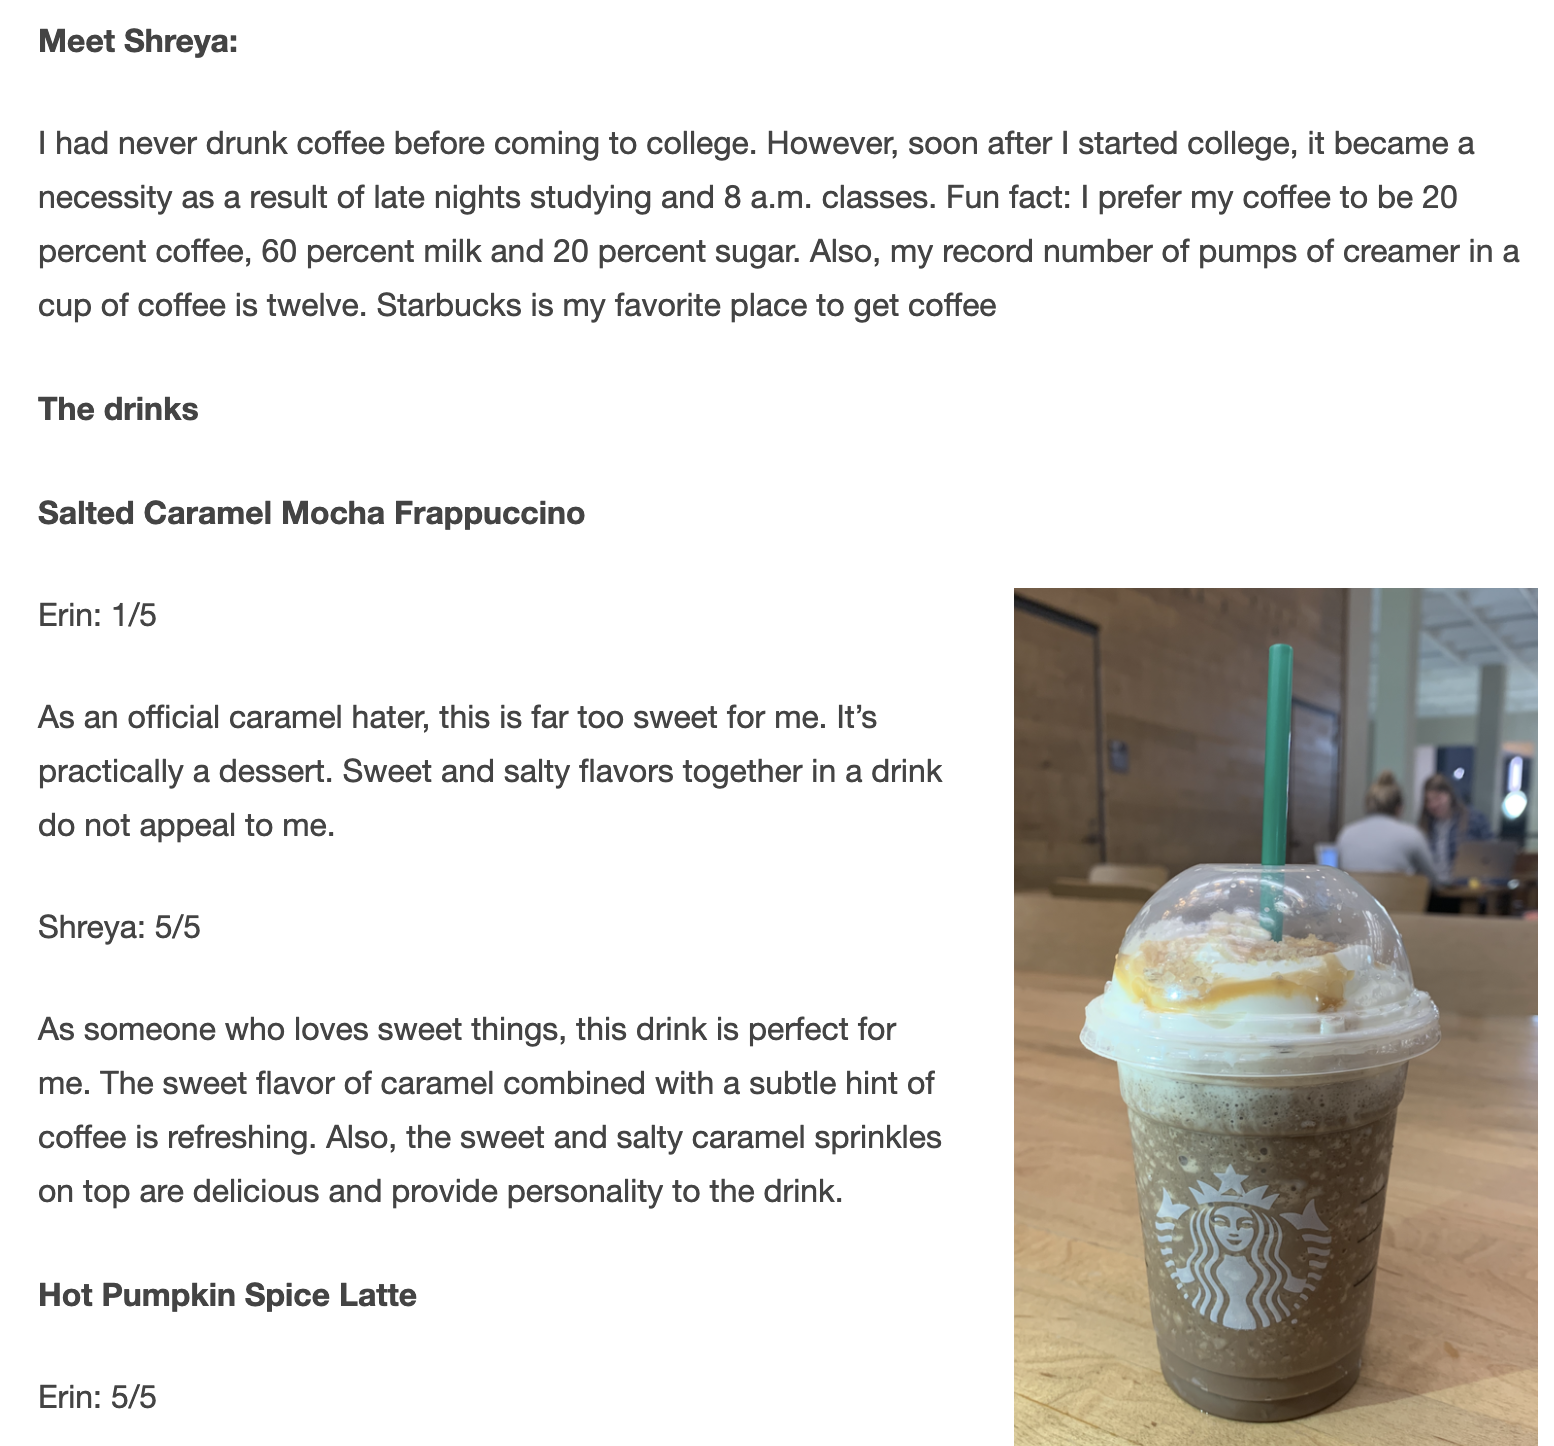 Meet Shreya:
I had never drunk coffee before coming to college. However, soon after I started college, it became a
necessity as a result of late nights studying and 8 a.m. classes. Fun fact: I prefer my coffee to be 20
percent coffee, 60 percent milk and 20 percent sugar. Also, my record number of pumps of creamer in a
cup of coffee is twelve. Starbucks is my favorite place to get coffee
The drinks
Salted Caramel Mocha Frappuccino
Erin: 1/5
As an official caramel hater, this is far too sweet for me. It’s
practically a dessert. Sweet and salty flavors together in a drink
do not appeal to me.
Shreya: 5/5
As someone who loves sweet things, this drink is perfect for
me. The sweet flavor of caramel combined with a subtle hint of
coffee is refreshing. Also, the sweet and salty caramel sprinkles
on top are delicious and provide personality to the drink.
Hot Pumpkin Spice Latte
Erin: 5/5